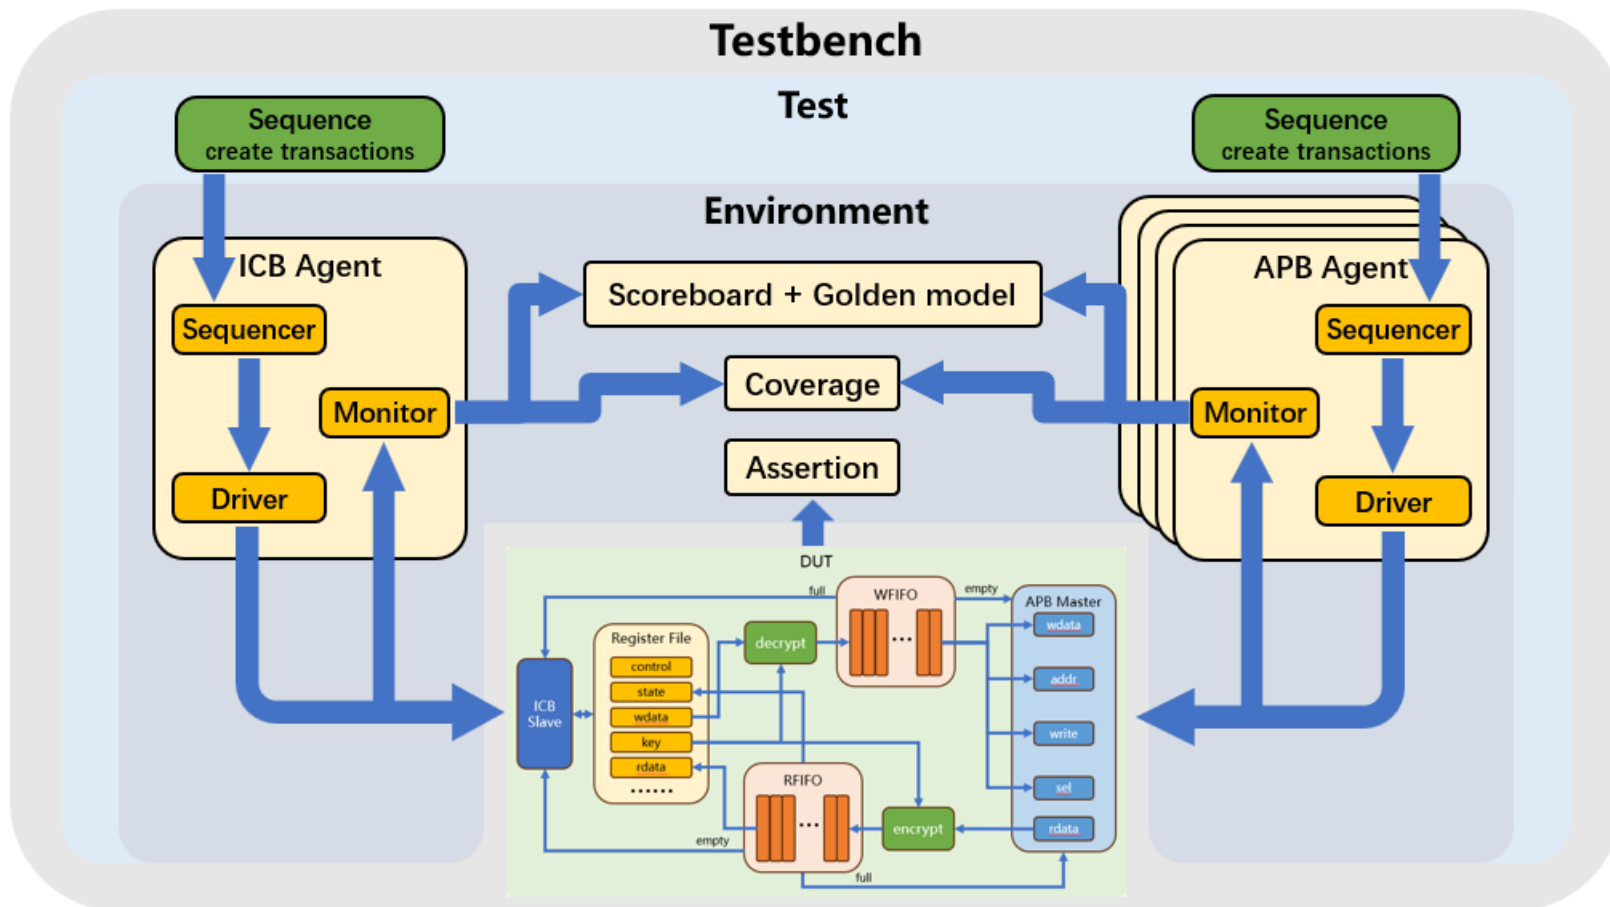 Testbench
Test
Sequence
create transactions
Sequence
create transactions
Environment
ICB Agent
Sequencer
Monitor
Driver
Scoreboard + Golden model
Coverage
Assertion
APB Agent
Sequencer
Monitor
Driver
DUT
full
WFIFO
...
empty
APB Master
wdata
addr
write
sel
rdata
decrypt
Register File
control
state
wdata
key
rdata
......
ICB
Slave
RFIFO
...
encrypt
empty
full